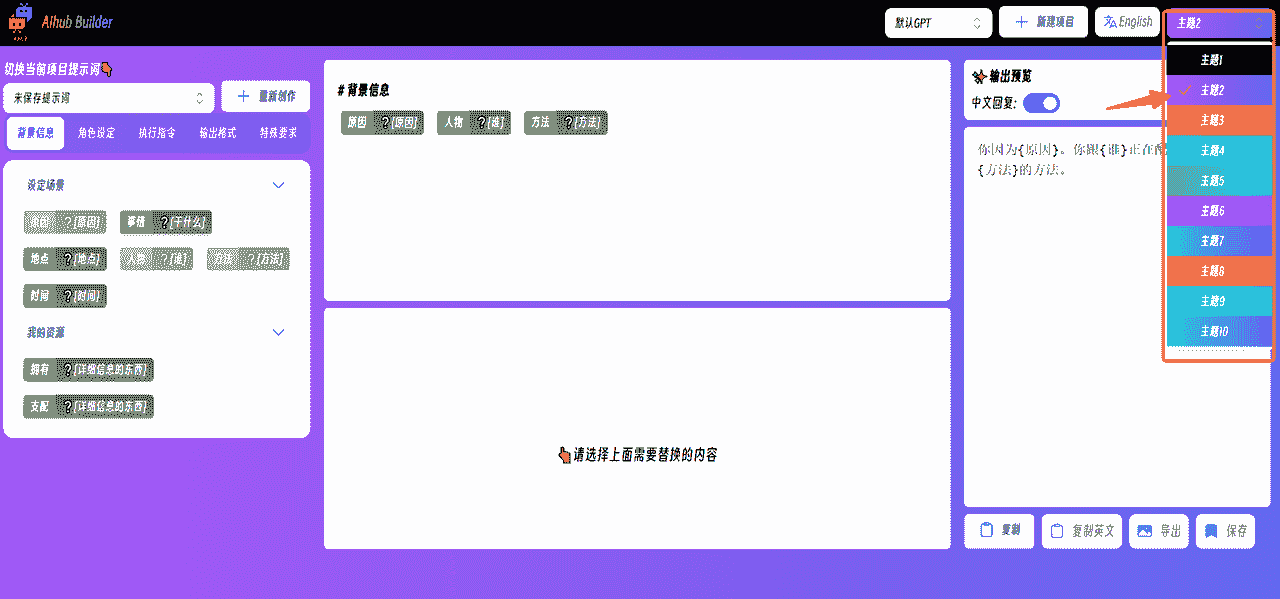 AIhub Builder
默认GPT
新建项目
English
主题2
切换当前项目提示词
未保存提示词
重新创作
背景信息
角色设定
执行指令
输出格式
特殊要求
设定场景
原因 ?[原因]
事情 ?[干什么]
地点 ?[地点]
人物 ?[谁]
方法 ?[方法]
时间 ?[时间]
我的资源
拥有 ?[详细信息的东西]
支配 ?[详细信息的东西]
# 背景信息
原因 ?[原因]
人物 ?[谁]
方法 ?[方法]
请选择上面需要替换的内容
输出预览
中文回复:
你因为{原因}。你跟{谁}正在
{方法}的方法。
复制
复制英文
导出
保存
主题1
主题2
主题3
主题4
主题5
主题6
主题7
主题8
主题9
主题10